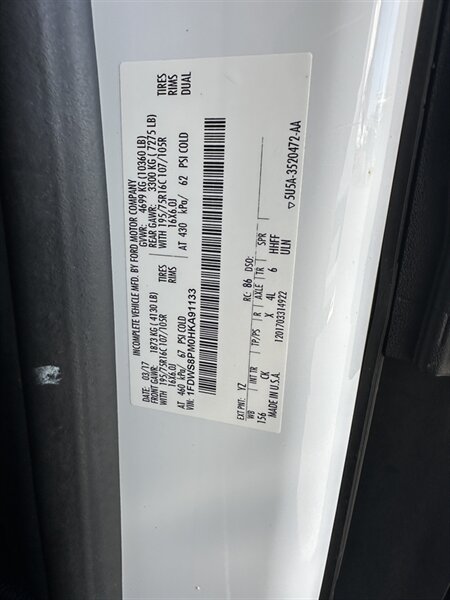 INCOMPLETE VEHICLE MFD. BY FORD MOTOR COMPANY
DATE: 03/17 GVWR: 4699 KG (10360 LB)
FRONT GAWR: 1873 KG (4130 LB) REAR GAWR: 3300 KG (7275 LB)
WITH 195/75R16C 107/105R WITH 195/75R16C 107/105R TIRES
16X6.0J 16X6.0J RIMS
AT 460 kPa/ 67 PSI COLD AT 430 kPa/ 62 PSI COLD DUAL
VIN: 1FDWS8PM0HKA91133
EXT PNT: YZ RC: 86 DSO:
WB INT TR TP/PS R AXLE TR SPR
156 CK X 4L 6 HHFF
MADE IN U.S.A. ULN
1201703314922
5U5A-3520472-AA